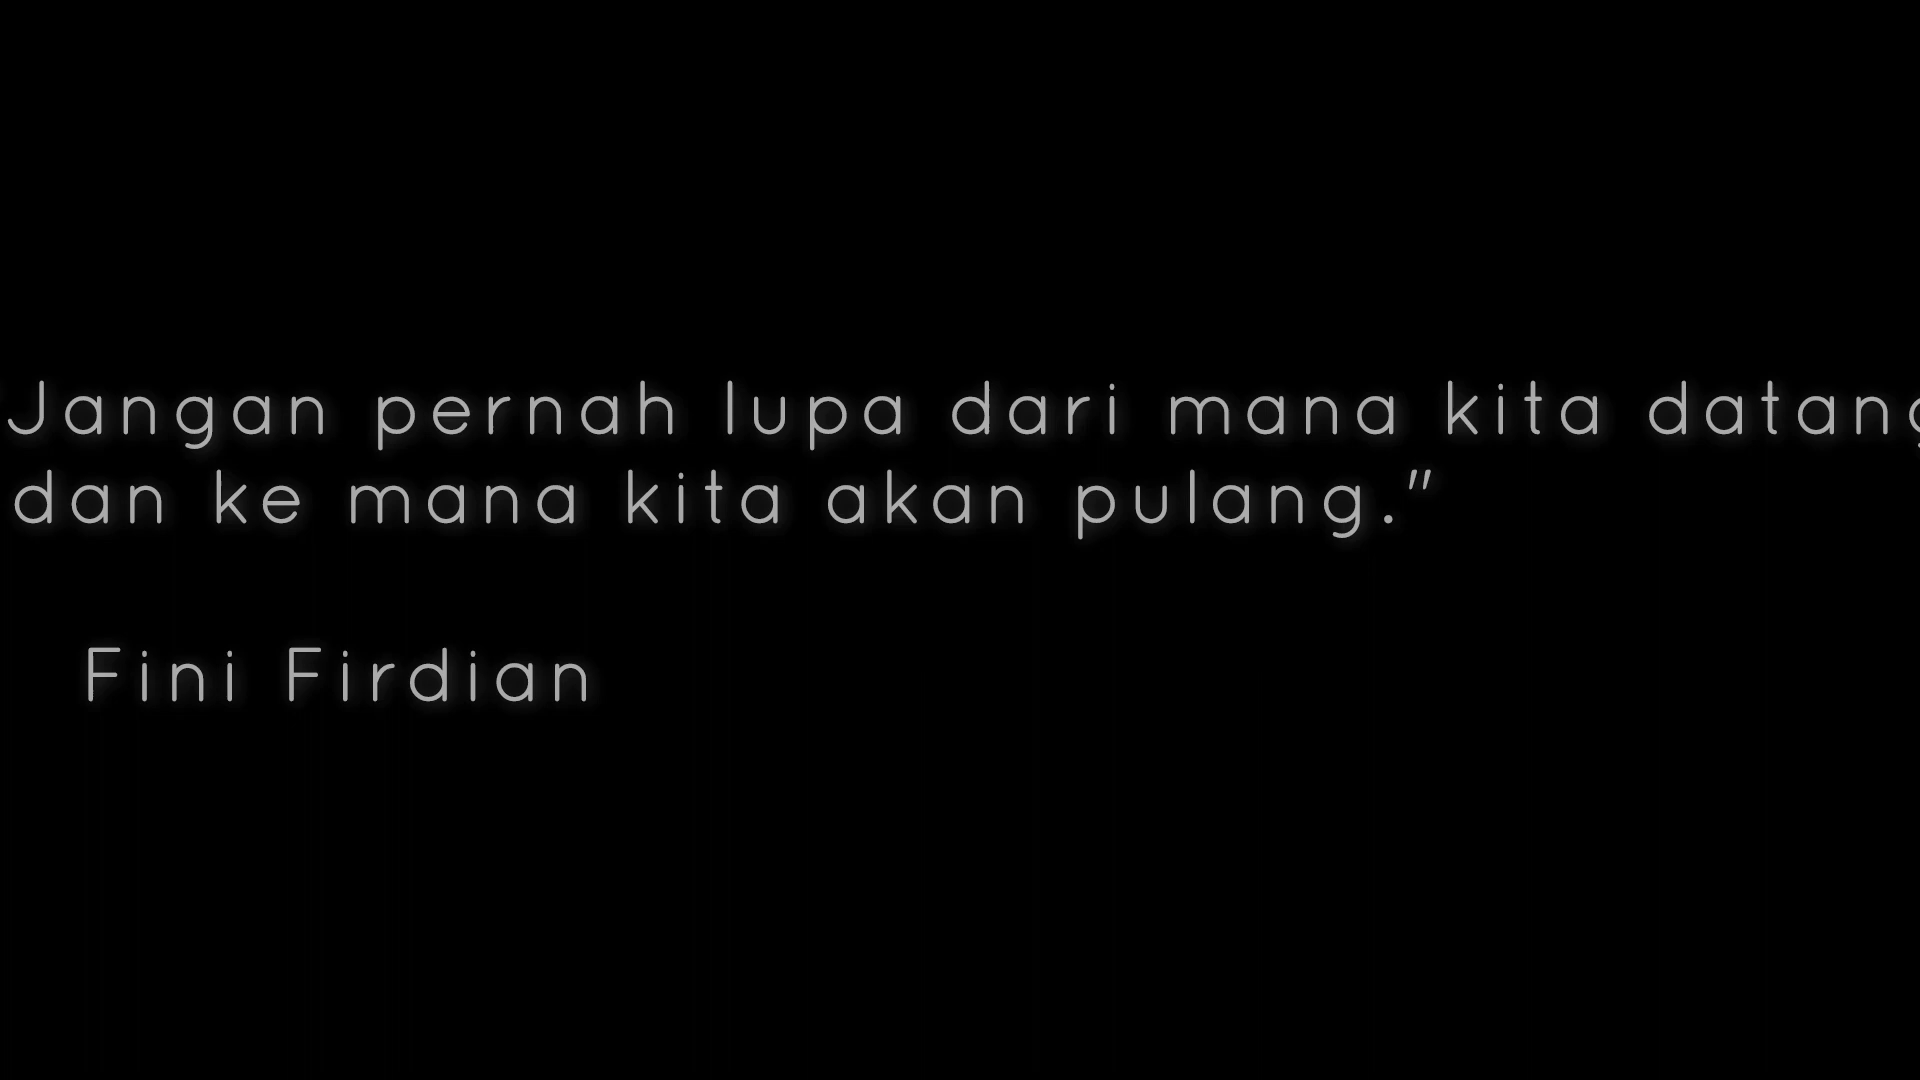 Jangan pernah lupa dari mana kita datang
dan ke mana kita akan pulang."
Fini Firdian